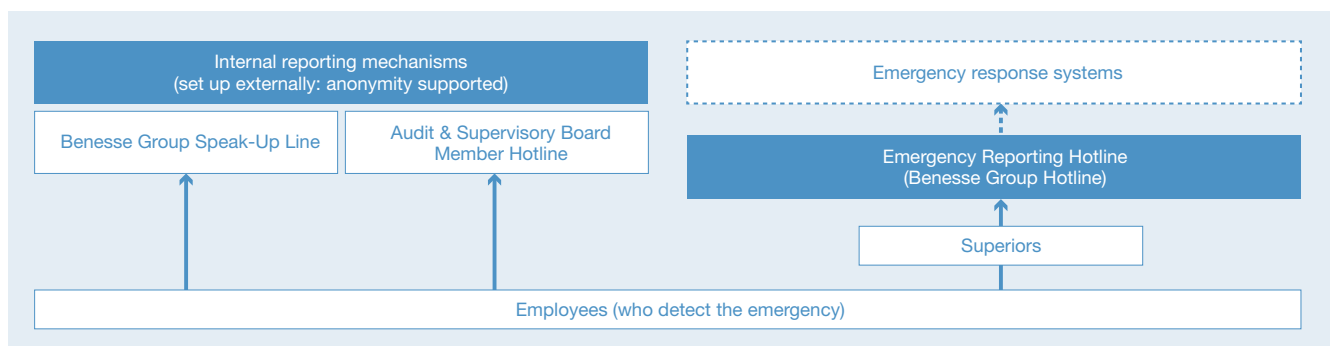 Internal reporting mechanisms
(set up externally: anonymity supported)
Benesse Group Speak-Up Line
Audit & Supervisory Board
Member Hotline
Emergency response systems
Emergency Reporting Hotline
(Benesse Group Hotline)
Superiors
Employees (who detect the emergency)